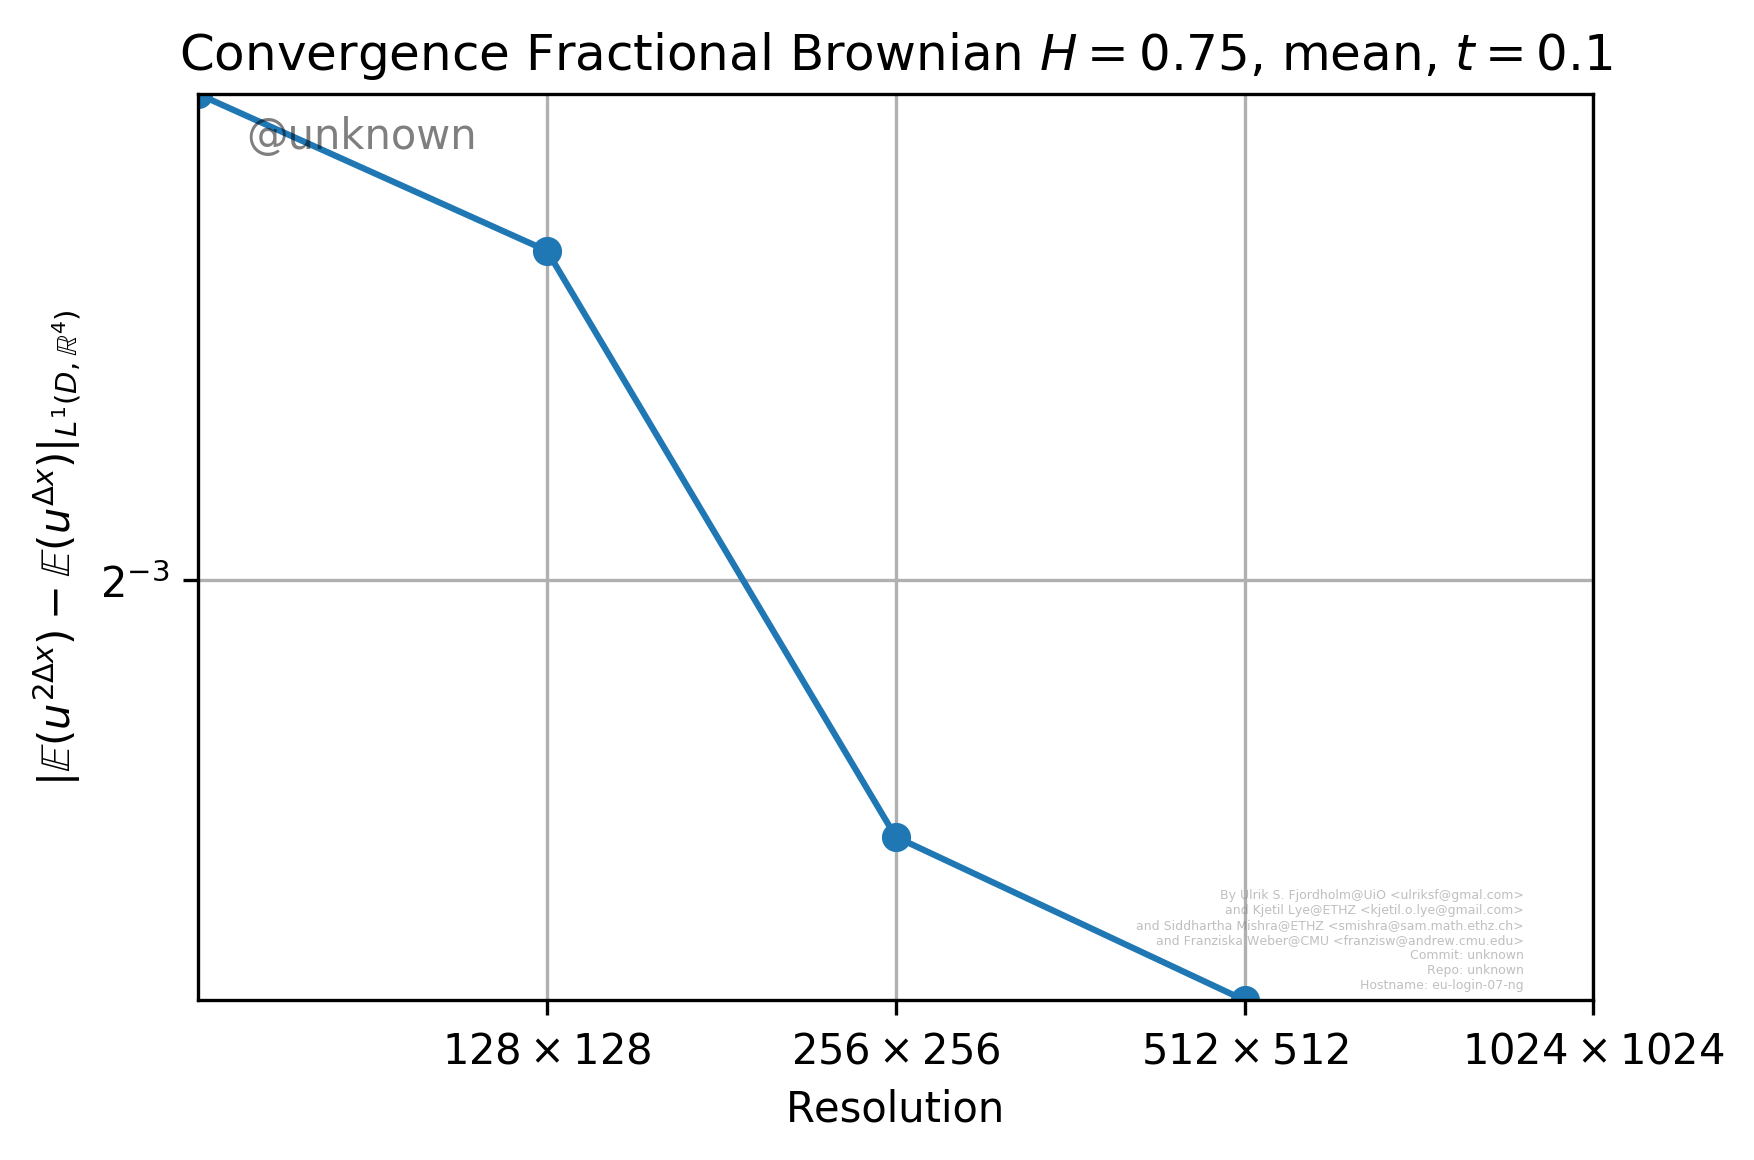 Convergence Fractional Brownian H = 0.75, mean, t = 0.1
@unknown
|𝔼(u^{2Δx}) − 𝔼(u^{Δx})|_{L^1(D, ℝ^4)}
2^{−3}
By Ulrik S. Fjordholm@UiO <ulriksf@gmal.com>
and Kjetil Lye@ETHZ <kjetil.o.lye@gmail.com>
and Siddhartha Mishra@ETHZ <smishra@sam.math.ethz.ch>
and Franziska Weber@CMU <franzisw@andrew.cmu.edu>
Commit: unknown
Repo: unknown
Hostname: eu-login-07-ng
128 × 128 256 × 256 512 × 512 1024 × 1024
Resolution